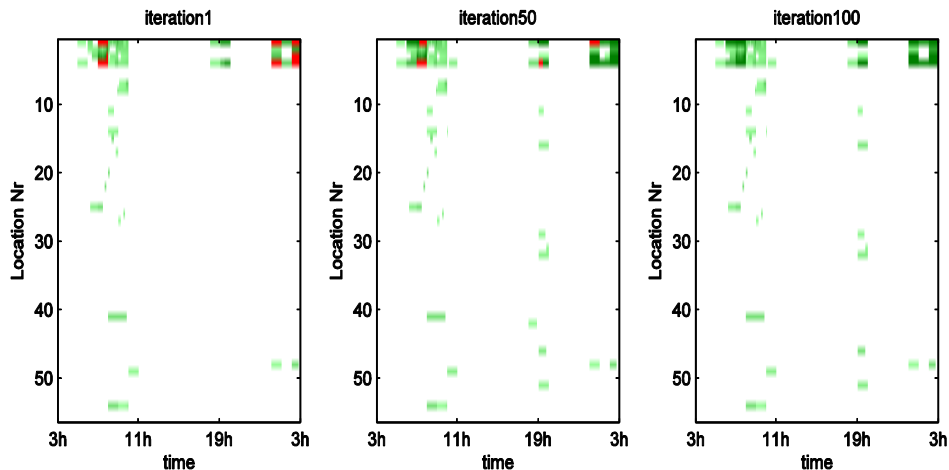 iteration1
iteration50
iteration100
Location Nr
10
20
30
40
50
3h
11h
19h
3h
time
Location Nr
10
20
30
40
50
3h
11h
19h
3h
time
Location Nr
10
20
30
40
50
3h
11h
19h
3h
time